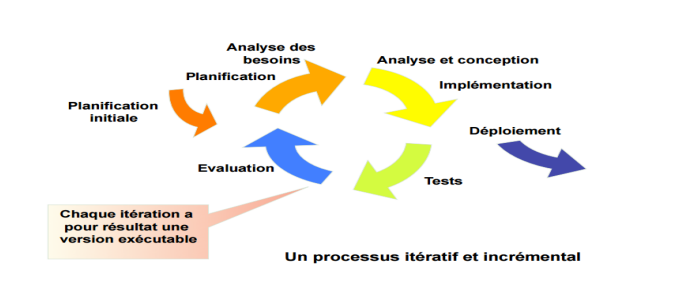 Analyse des
besoins
Planification
Analyse et conception
Implémentation
Planification
initiale
Déploiement
Evaluation
Tests
Chaque itération a
pour résultat une
version exécutable
Un processus itératif et incrémental